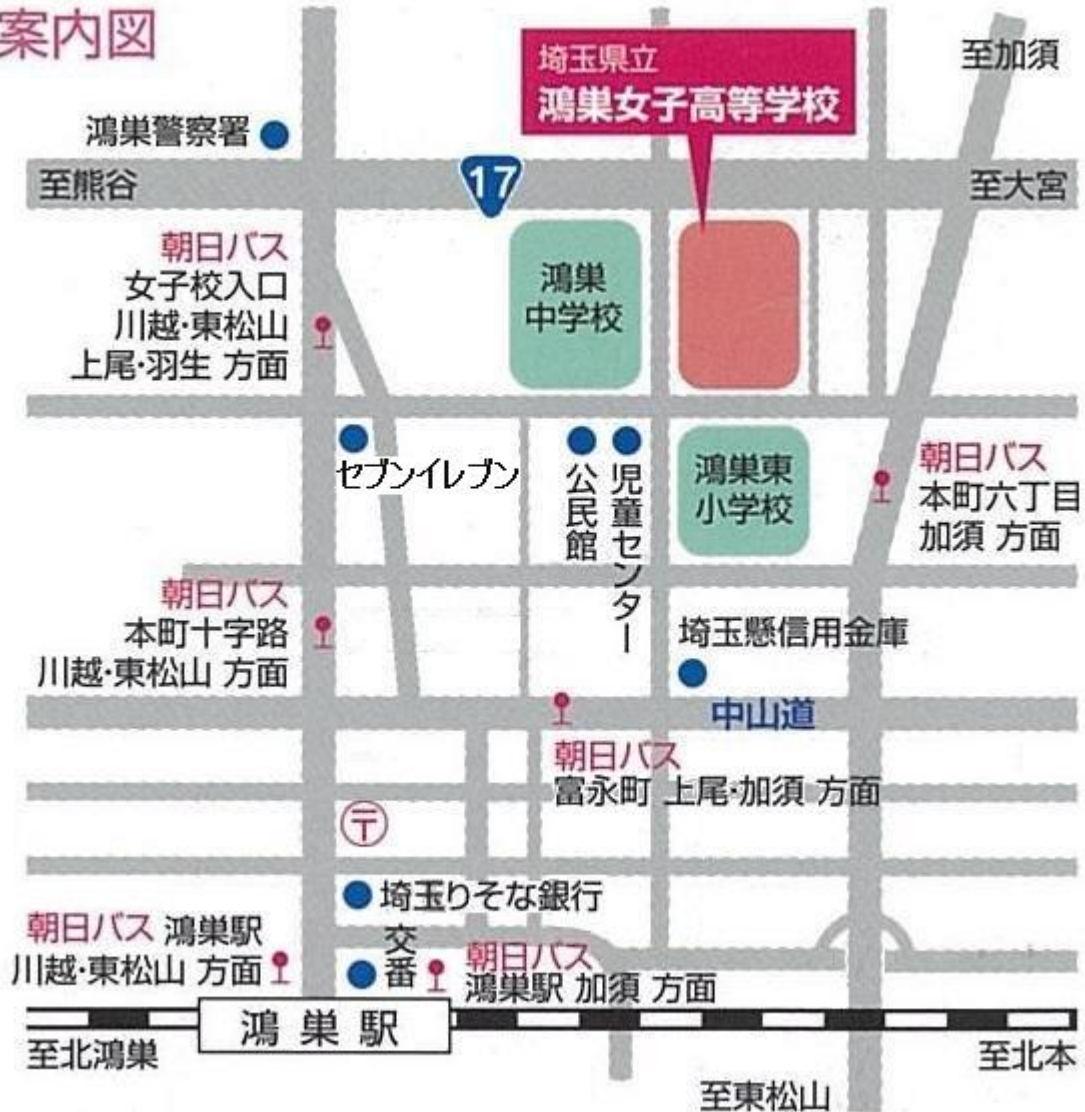 案内図
埼玉県立
鴻巣女子高等学校
至加須
鴻巣警察署
至熊谷
17
至大宮
朝日バス
女子校入口
川越・東松山
上尾・羽生 方面
鴻巣
中学校
セブンイレブン
公民館
児童センター
鴻巣東
小学校
朝日バス
本町六丁目
加須 方面
朝日バス
本町十字路
川越・東松山 方面
埼玉懸信用金庫
中山道
朝日バス
富永町 上尾・加須 方面
〒
埼玉りそな銀行
朝日バス 鴻巣駅
川越・東松山 方面
交番
朝日バス
鴻巣駅 加須 方面
鴻巣駅
至北鴻巣
至北本
至東松山